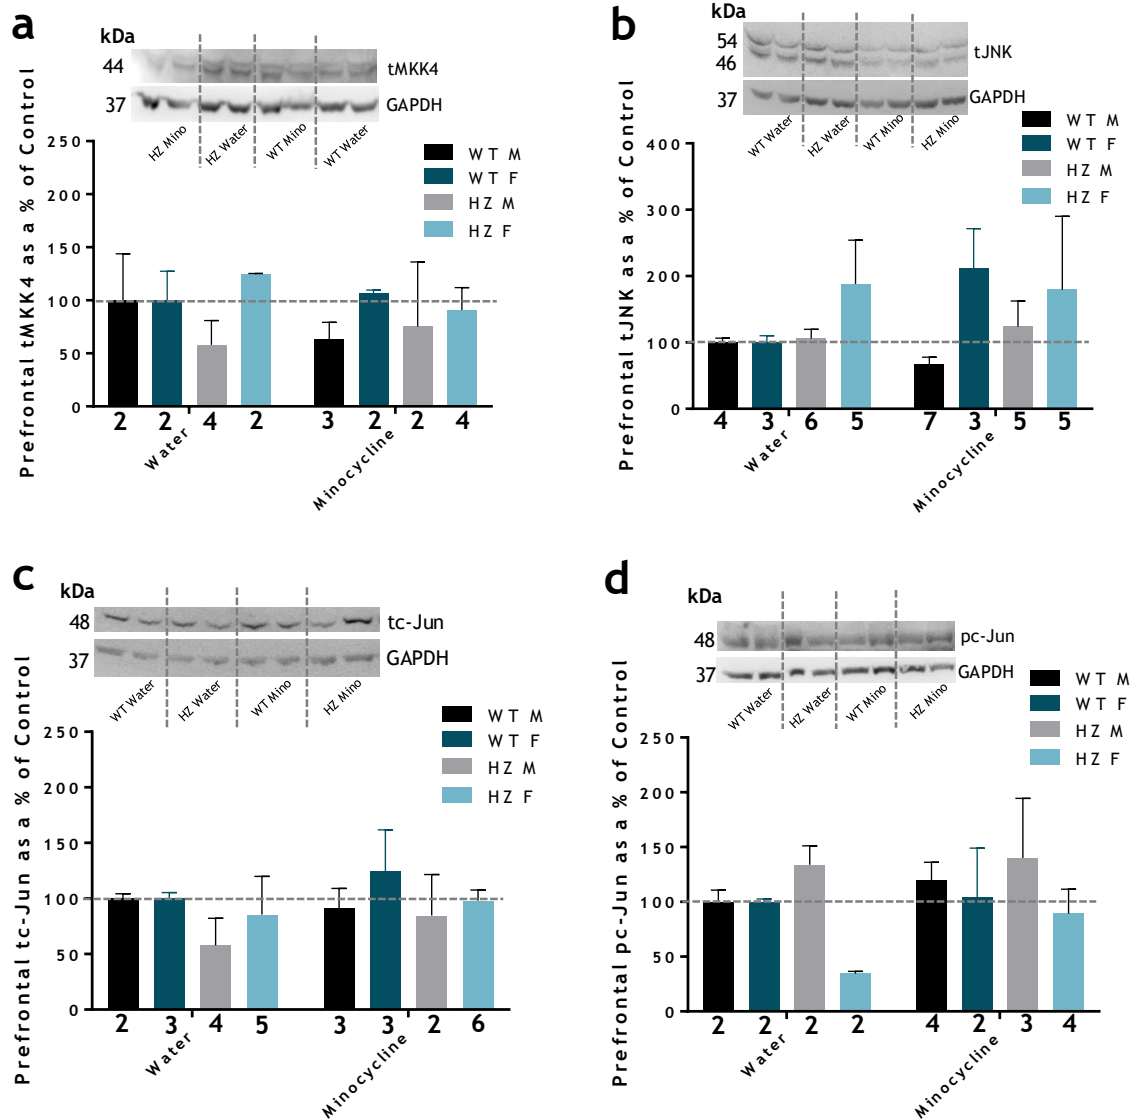 a
kDa
44
tMKK4
37
GAPDH
HZ Mino
HZ Water
WT Mino
WT Water
Prefrontal tMKK4 as a % of Control
250
200
150
100
50
0
WT M
WT F
HZ M
HZ F
2 2 4 2 3 2 2 4
Water
Minocycline
b
kDa
54
46
tJNK
37
GAPDH
WT Water
HZ Water
WT Mino
HZ Mino
Prefrontal tJNK as a % of Control
400
300
200
100
0
WT M
WT F
HZ M
HZ F
4 3 6 5 7 3 5 5
Water
Minocycline
c
kDa
48
tc-Jun
37
GAPDH
WT Water
HZ Water
WT Mino
HZ Mino
Prefrontal tc-Jun as a % of Control
250
200
150
100
50
0
WT M
WT F
HZ M
HZ F
2 3 4 5 3 3 2 6
Water
Minocycline
d
kDa
48
pc-Jun
37
GAPDH
WT Water
HZ Water
WT Mino
HZ Mino
Prefrontal pc-Jun as a % of Control
250
200
150
100
50
0
WT M
WT F
HZ M
HZ F
2 2 2 2 4 2 3 4
Water
Minocycline